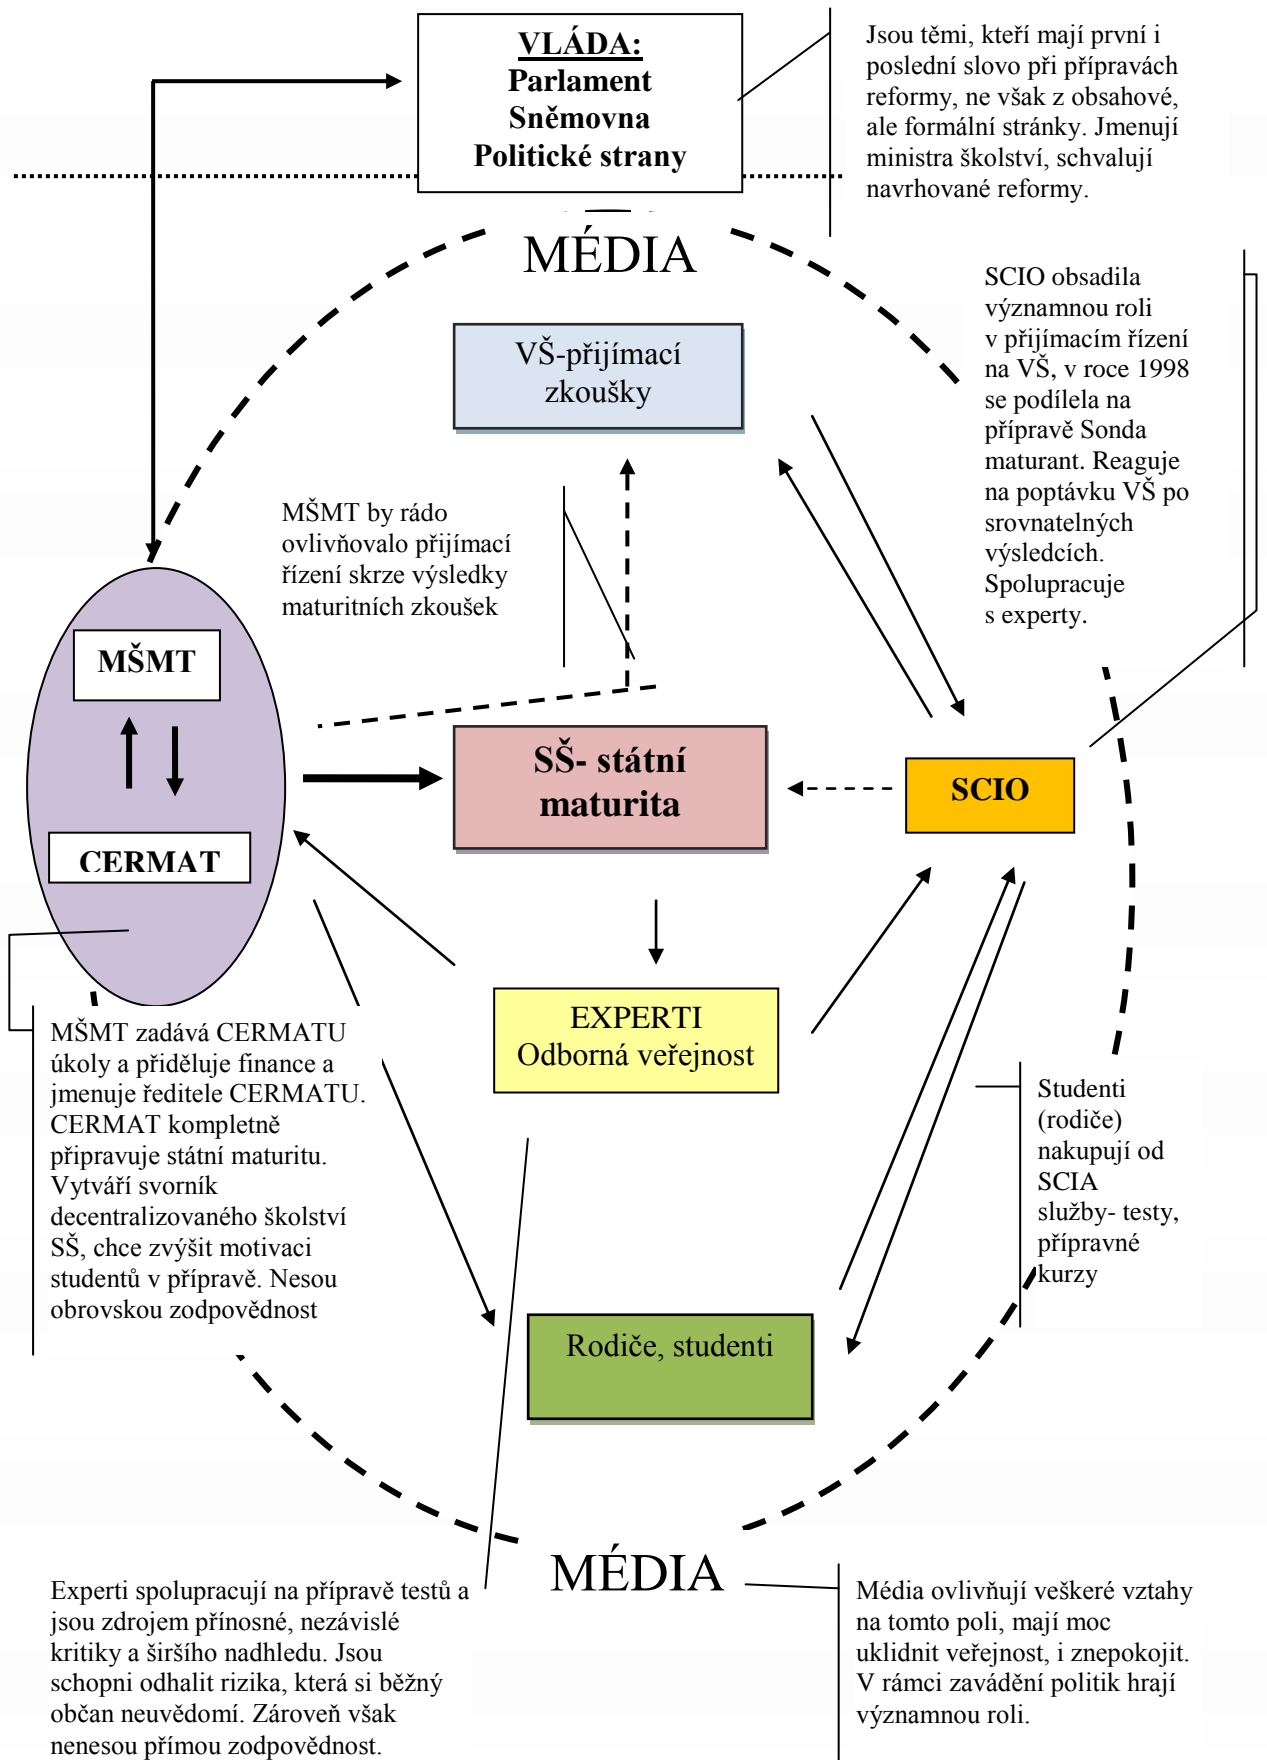 VLÁDA:
Parlament
Sněmovna
Politické strany
Jsou těmi, kteří mají první i
poslední slovo při přípravách
reformy, ne však z obsahové,
ale formální stránky. Jmenují
ministra školství, schvalují
navrhované reformy.
MÉDIA
SCIO obsadila
významnou roli
v přijímacím řízení
na VŠ, v roce 1998
se podílela na
přípravě Sonda
maturant. Reaguje
na poptávku VŠ po
srovnatelných
výsledcích.
Spolupracuje
s experty.
VŠ-přijímací
zkoušky
MŠMT by rádo
ovlivňovalo přijímací
řízení skrze výsledky
maturitních zkoušek
MŠMT
CERMAT
SŠ- státní
maturita
SCIO
EXPERTI
Odborná veřejnost
MŠMT zadává CERMATU
úkoly a přiděluje finance a
jmenuje ředitele CERMATU.
CERMAT kompletně
připravuje státní maturitu.
Vytváří svorník
decentralizovaného školství
SŠ, chce zvýšit motivaci
studentů v přípravě. Nesou
obrovskou zodpovědnost
Studenti
(rodiče)
nakupují od
SCIA
služby- testy,
přípravné
kurzy
Rodiče, studenti
MÉDIA
Experti spolupracují na přípravě testů a
jsou zdrojem přínosné, nezávislé
kritiky a širšího nadhledu. Jsou
schopni odhalit rizika, která si běžný
občan neuvědomí. Zároveň však
nenesou přímou zodpovědnost.
Média ovlivňují veškeré vztahy
na tomto poli, mají moc
uklidnit veřejnost, i znepokojit.
V rámci zavádění politik hrají
významnou roli.